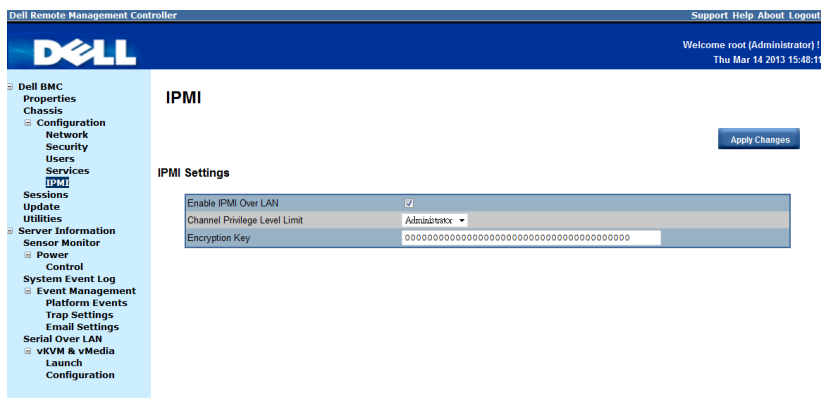 Dell Remote Management Controller
Support Help About Logout
DELL
Welcome root (Administrator) !
Thu Mar 14 2013 15:48:11
Dell BMC
Properties
Chassis
Configuration
Network
Security
Users
Services
IPMI
Sessions
Update
Utilities
Server Information
Sensor Monitor
Power
Control
System Event Log
Event Management
Platform Events
Trap Settings
Email Settings
Serial Over LAN
vKVM & vMedia
Launch
Configuration
IPMI
Apply Changes
IPMI Settings
Enable IPMI Over LAN
Channel Privilege Level Limit
Administrator
Encryption Key
0000000000000000000000000000000000000000